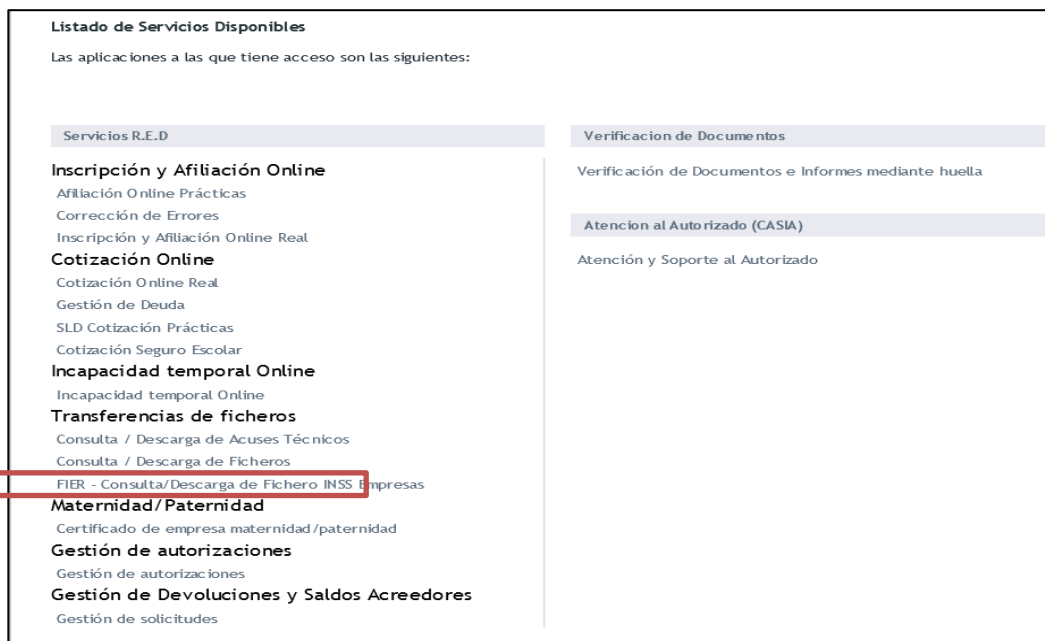 Listado de Servicios Disponibles
Las aplicaciones a las que tiene acceso son las siguientes:
Servicios R.E.D
Inscripción y Afiliación Online
Afiliación Online Prácticas
Corrección de Errores
Inscripción y Afiliación Online Real
Cotización Online
Cotización Online Real
Gestión de Deuda
SLD Cotización Prácticas
Cotización Seguro Escolar
Incapacidad temporal Online
Incapacidad temporal Online
Transferencias de ficheros
Consulta / Descarga de Acuses Técnicos
Consulta / Descarga de Ficheros
FIER - Consulta/Descarga de Fichero INSS Empresas
Maternidad/Paternidad
Certificado de empresa maternidad/paternidad
Gestión de autorizaciones
Gestión de autorizaciones
Gestión de Devoluciones y Saldos Acreedores
Gestión de solicitudes
Verificacion de Documentos
Verificación de Documentos e Informes mediante huella
Atencion al Autorizado (CASIA)
Atención y Soporte al Autorizado